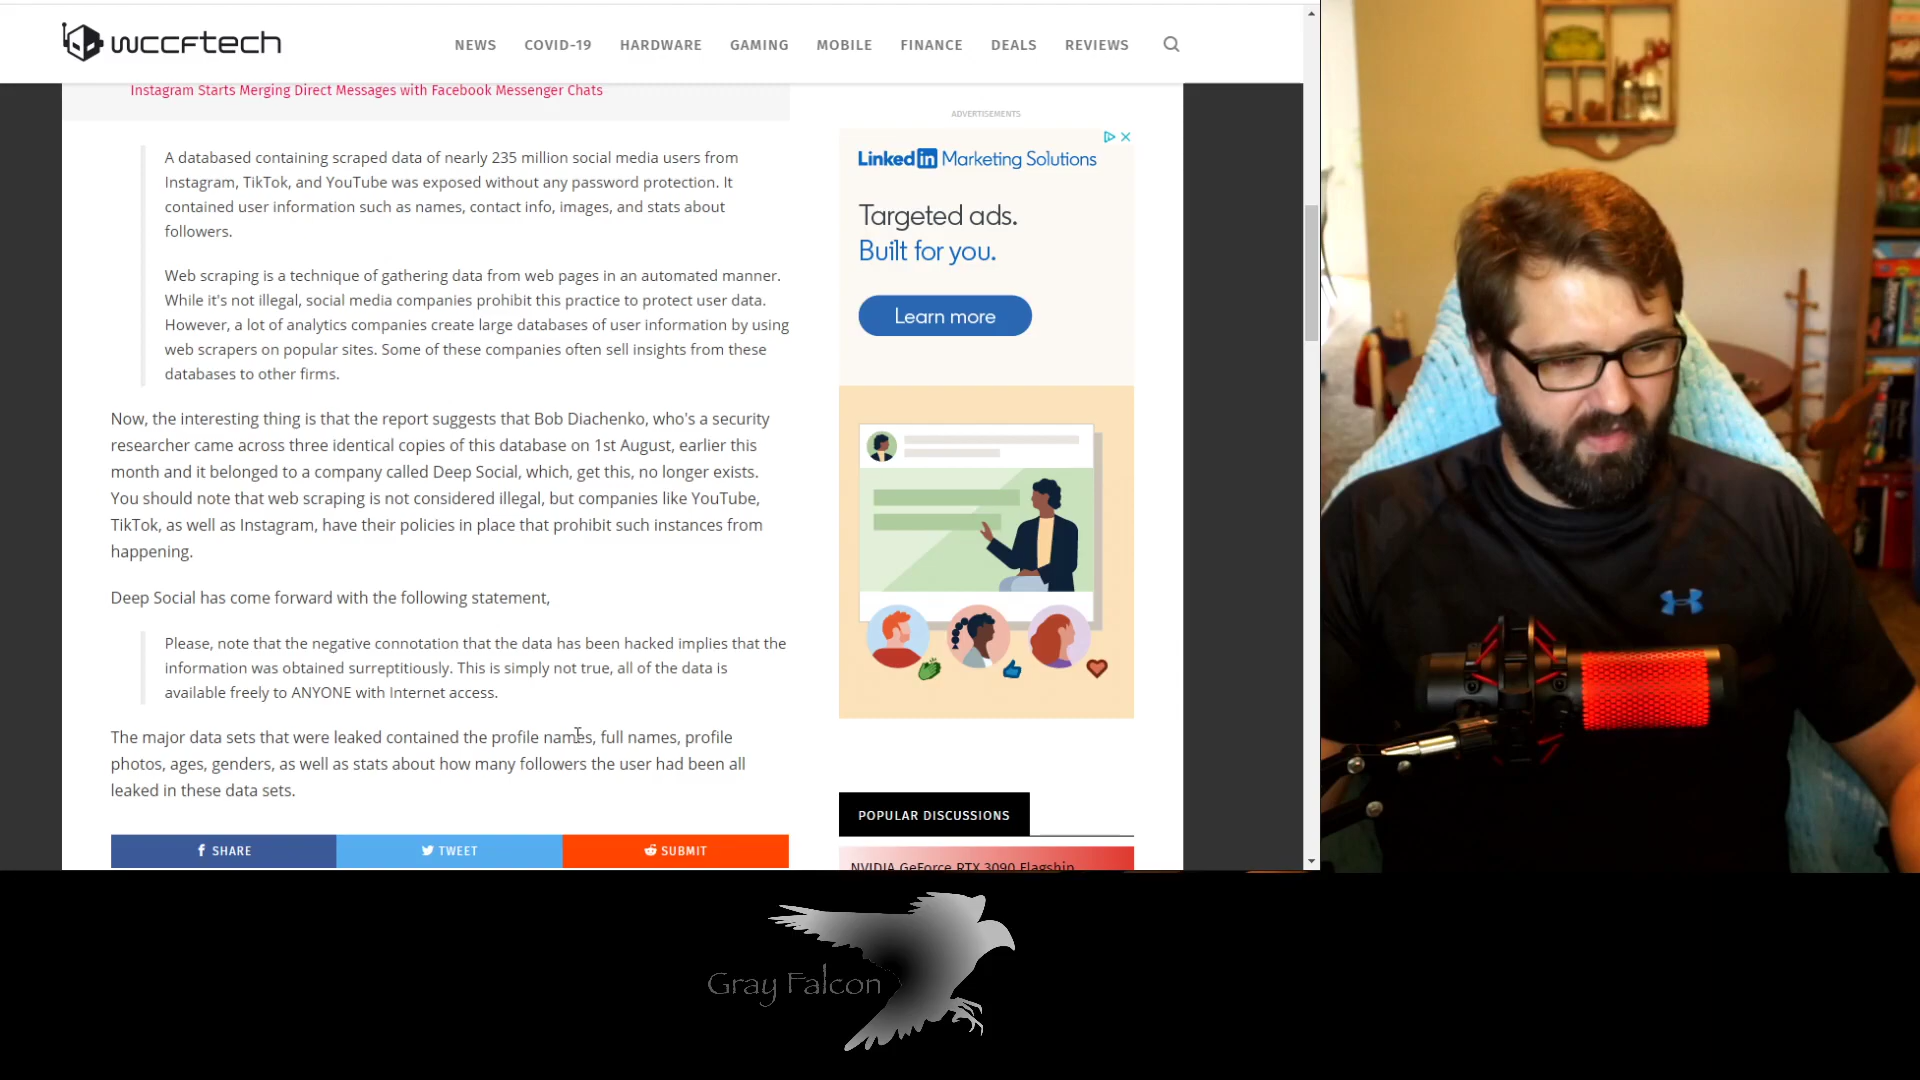 wccftech
NEWS COVID-19 HARDWARE GAMING MOBILE FINANCE DEALS REVIEWS
Instagram Starts Merging Direct Messages with Facebook Messenger Chats
A databased containing scraped data of nearly 235 million social media users from
Instagram, TikTok, and YouTube was exposed without any password protection. It
contained user information such as names, contact info, images, and stats about
followers.
Web scraping is a technique of gathering data from web pages in an automated manner.
While it's not illegal, social media companies prohibit this practice to protect user data.
However, a lot of analytics companies create large databases of user information by using
web scrapers on popular sites. Some of these companies often sell insights from these
databases to other firms.
Now, the interesting thing is that the report suggests that Bob Diachenko, who's a security
researcher came across three identical copies of this database on 1st August, earlier this
month and it belonged to a company called Deep Social, which, get this, no longer exists.
You should note that web scraping is not considered illegal, but companies like YouTube,
TikTok, as well as Instagram, have their policies in place that prohibit such instances from
happening.
Deep Social has come forward with the following statement,
Please, note that the negative connotation that the data has been hacked implies that the
information was obtained surreptitiously. This is simply not true, all of the data is
available freely to ANYONE with Internet access.
The major data sets that were leaked contained the profile names, full names, profile
photos, ages, genders, as well as stats about how many followers the user had been all
leaked in these data sets.
SHARE TWEET SUBMIT
ADVERTISEMENTS
Linked in Marketing Solutions
Targeted ads.
Built for you.
Learn more
POPULAR DISCUSSIONS
NVIDIA GeForce RTX 3090 Flagship
Gray Falcon